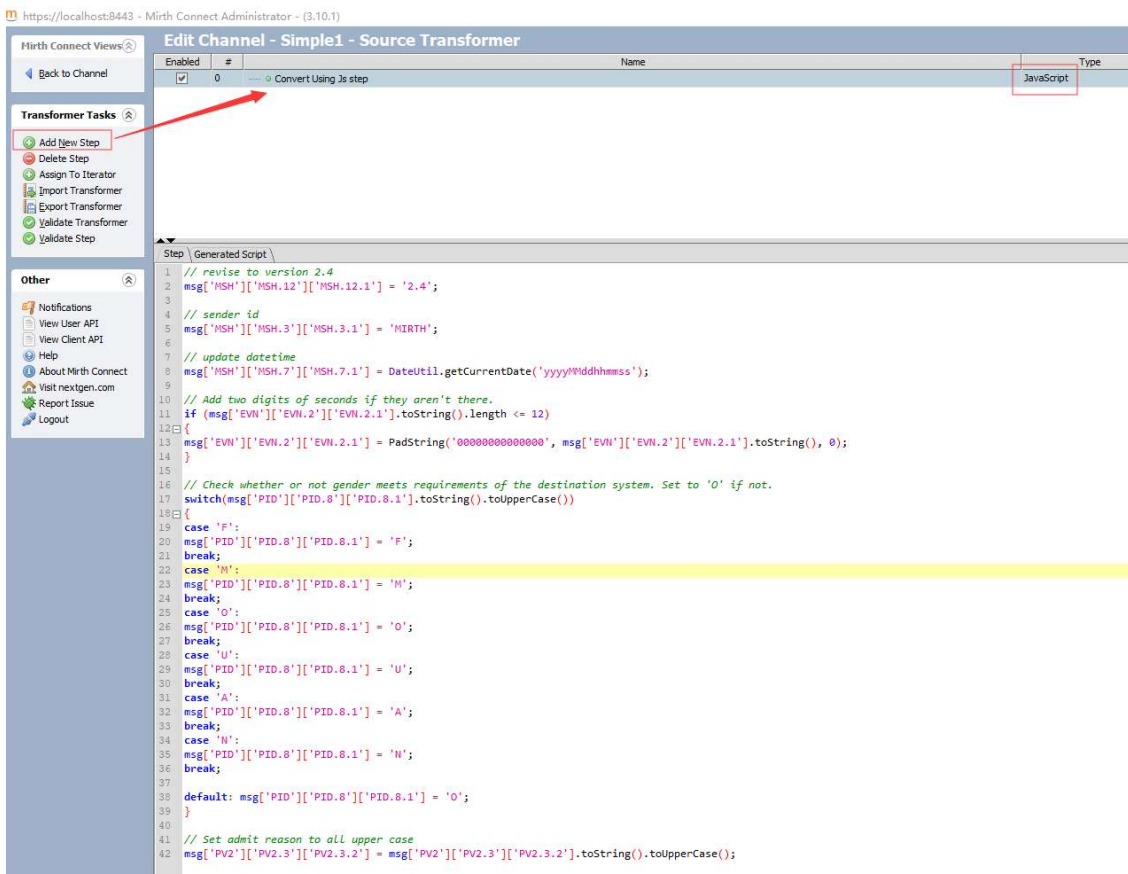 https://localhost:8443 - Mirth Connect Administrator - (3.10.1)
Mirth Connect Views
Back to Channel
Transformer Tasks
Add New Step
Delete Step
Assign To Iterator
Import Transformer
Export Transformer
Validate Transformer
Validate Step
Other
Notifications
View User API
View Client API
Help
About Mirth Connect
Visit nextgen.com
Report Issue
Logout
Edit Channel - Simple1 - Source Transformer
Enabled # Name Type
0 Convert Using Js step JavaScript
Step Generated Script
1 // revise to version 2.4
2 msg['MSH']['MSH.12']['MSH.12.1'] = '2.4';
3
4 // sender id
5 msg['MSH']['MSH.3']['MSH.3.1'] = 'MIRTH';
6
7 // update datetime
8 msg['MSH']['MSH.7']['MSH.7.1'] = DateUtil.getCurrentDate('yyyyMMddhhmmss');
9
10 // Add two digits of seconds if they aren't there.
11 if (msg['EVN']['EVN.2']['EVN.2.1'].toString().length <= 12)
12 {
13 msg['EVN']['EVN.2']['EVN.2.1'] = PadString('00000000000000', msg['EVN']['EVN.2']['EVN.2.1'].toString(), 0);
14 }
15
16 // Check whether or not gender meets requirements of the destination system. Set to 'O' if not.
17 switch(msg['PID']['PID.8']['PID.8.1'].toString().toUpperCase())
18 {
19 case 'F':
20 msg['PID']['PID.8']['PID.8.1'] = 'F';
21 break;
22 case 'M':
23 msg['PID']['PID.8']['PID.8.1'] = 'M';
24 break;
25 case 'O':
26 msg['PID']['PID.8']['PID.8.1'] = 'O';
27 break;
28 case 'U':
29 msg['PID']['PID.8']['PID.8.1'] = 'U';
30 break;
31 case 'A':
32 msg['PID']['PID.8']['PID.8.1'] = 'A';
33 break;
34 case 'N':
35 msg['PID']['PID.8']['PID.8.1'] = 'N';
36 break;
37
38 default: msg['PID']['PID.8']['PID.8.1'] = 'O';
39 }
40
41 // Set admit reason to all upper case
42 msg['PV2']['PV2.3']['PV2.3.2'] = msg['PV2']['PV2.3']['PV2.3.2'].toString().toUpperCase();